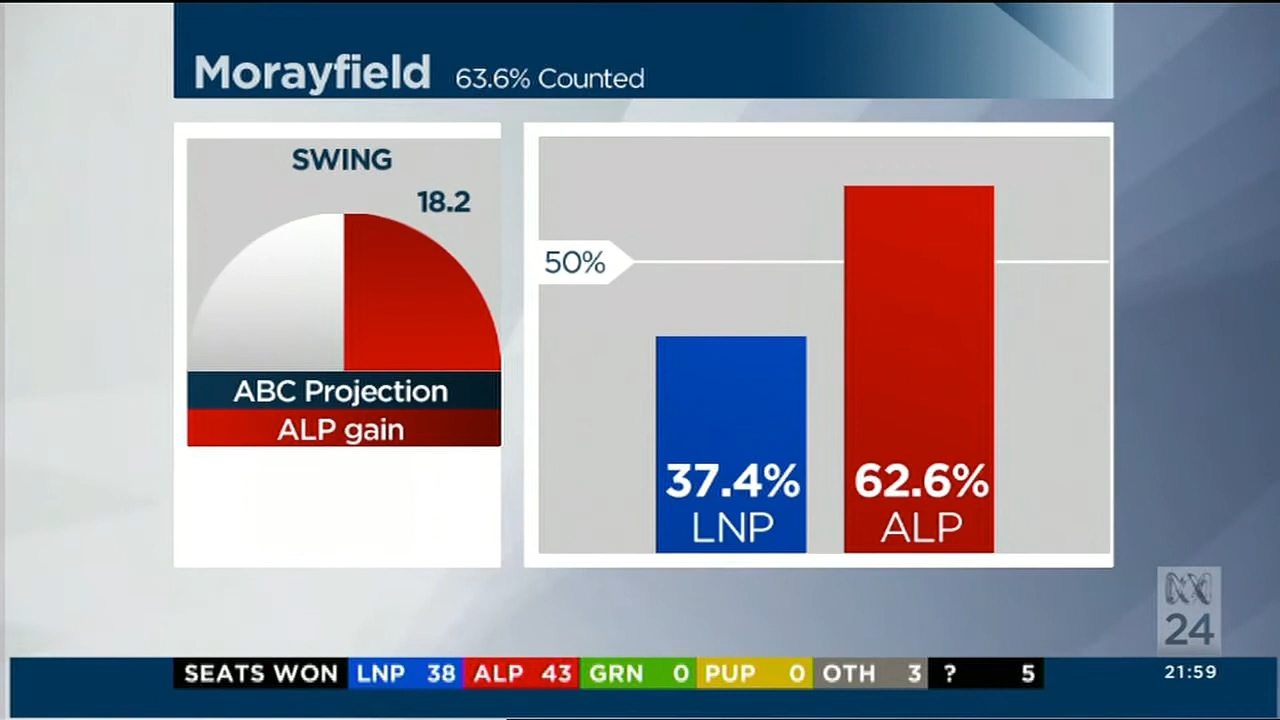 Morayfield 63.6% Counted
SWING
18.2
ABC Projection
ALP gain
50%
37.4%
LNP
62.6%
ALP
24
SEATS WON LNP 38 ALP 43 GRN 0 PUP 0 OTH 3 ? 5
21:59